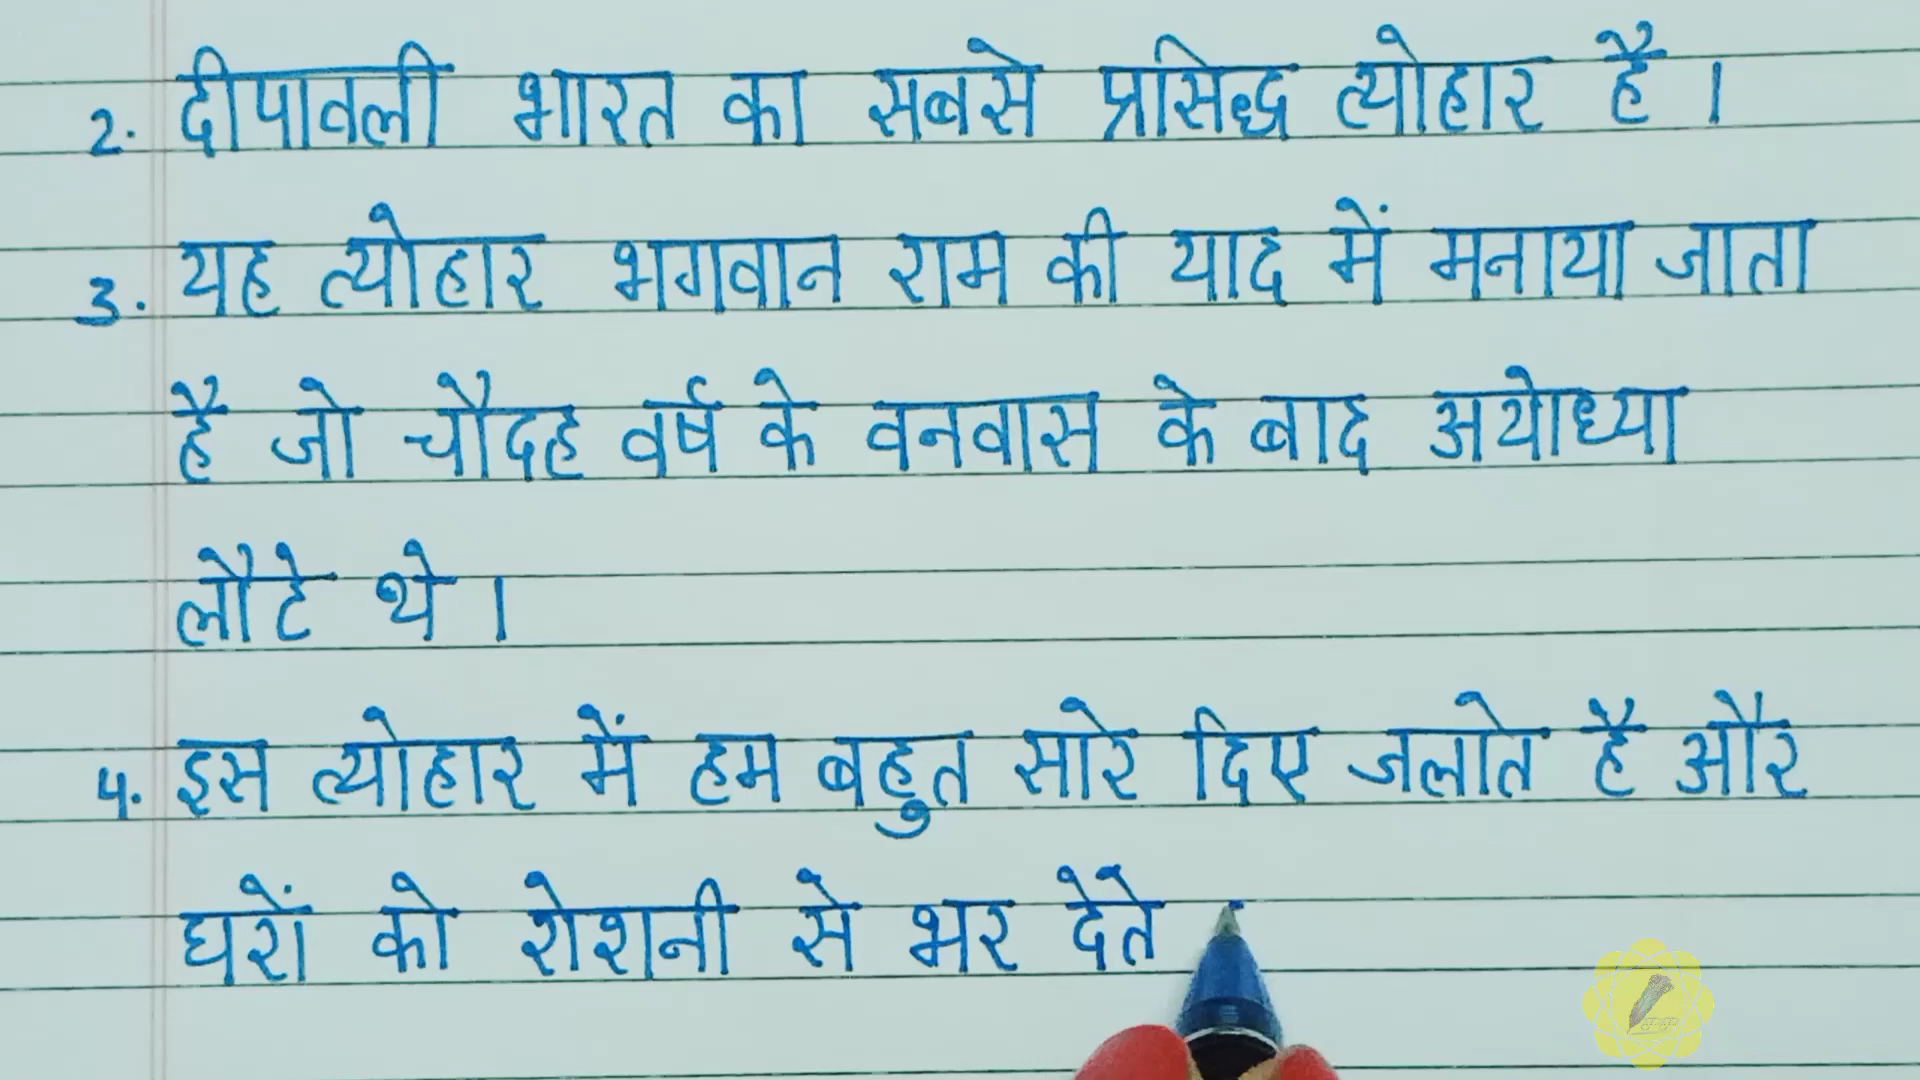 2. दीपावली भारत का सबसे प्रसिद्ध त्योहार है ।
3. यह त्योहार भगवान राम की याद में मनाया जाता
है जो चौदह वर्ष के वनवास के बाद अयोध्या
लौटे थे ।
4. इस त्योहार में हम बहुत सारे दिए जलाते है और
घरों को रोशनी से भर देते